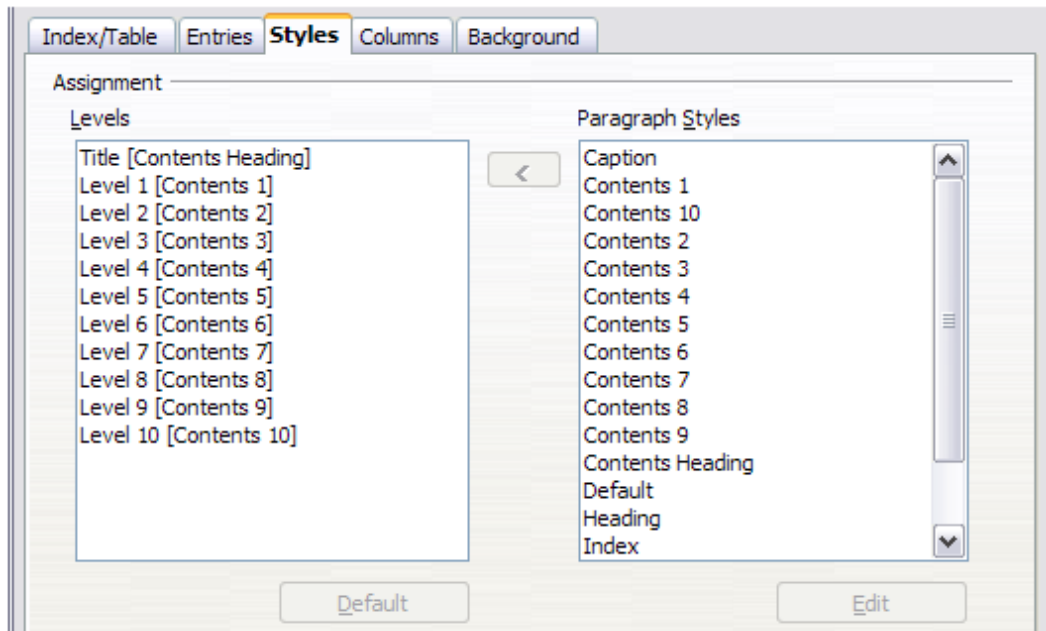 Index/Table Entries Styles Columns Background
Assignment
Levels
Title [Contents Heading]
Level 1 [Contents 1]
Level 2 [Contents 2]
Level 3 [Contents 3]
Level 4 [Contents 4]
Level 5 [Contents 5]
Level 6 [Contents 6]
Level 7 [Contents 7]
Level 8 [Contents 8]
Level 9 [Contents 9]
Level 10 [Contents 10]
Default
<
Paragraph Styles
Caption
Contents 1
Contents 10
Contents 2
Contents 3
Contents 4
Contents 5
Contents 6
Contents 7
Contents 8
Contents 9
Contents Heading
Default
Heading
Index
Edit